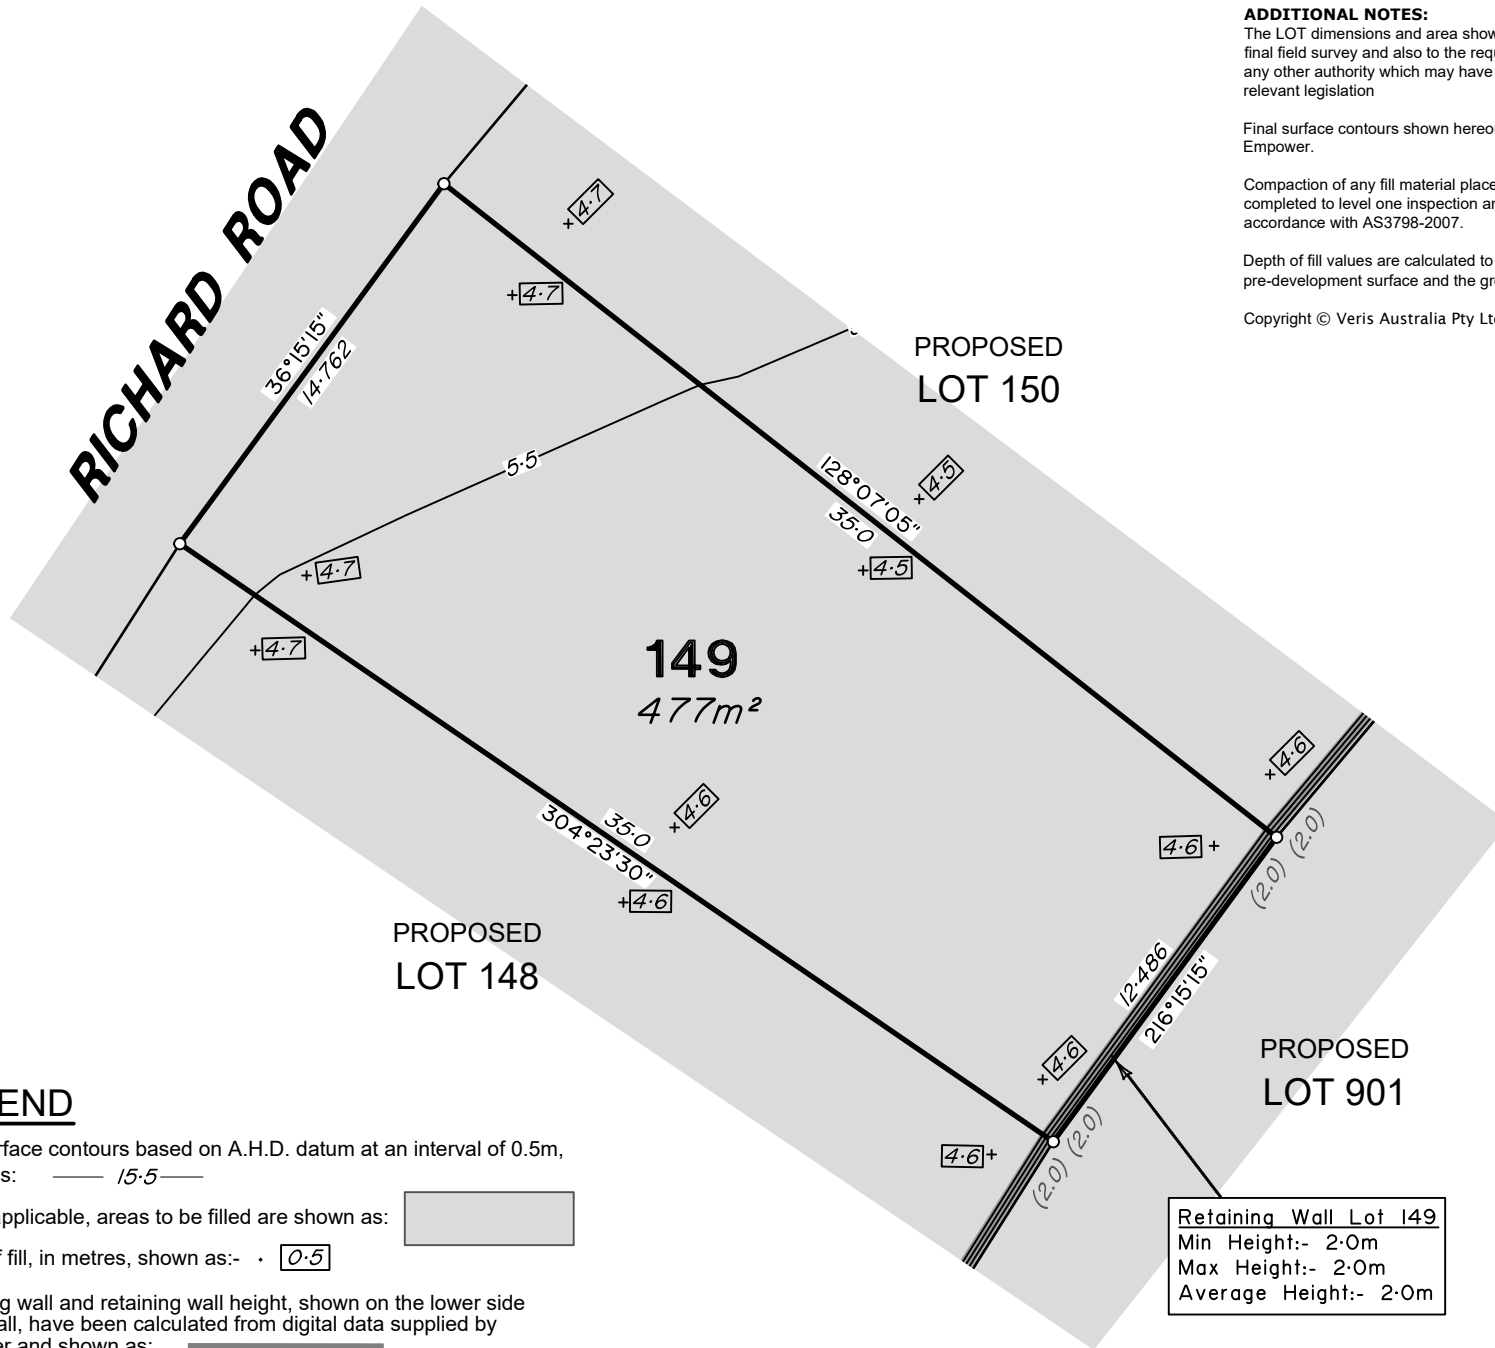 ADDITIONAL NOTES:
The LOT dimensions and area show
final field survey and also to the requ
any other authority which may have
relevant legislation
Final surface contours shown hereo
Empower.
Compaction of any fill material place
completed to level one inspection an
accordance with AS3798-2007.
Depth of fill values are calculated to
pre-development surface and the gr
Copyright © Veris Australia Pty Lt
RICHARD ROAD
36°15'15"
14·762
4·7
4·7
PROPOSED
LOT 150
5·5
128°07'05"
35·0
4·5
4·5
4·7
4·7
149
477m²
4·6
4·6
35·0
304°23'30"
4·6
4·6
(2.0) (2.0)
PROPOSED
LOT 148
12·486
216°15'15"
4·6
4·6
(2.0) (2.0)
PROPOSED
LOT 901
Retaining Wall Lot 149
Min Height:- 2·0m
Max Height:- 2·0m
Average Height:- 2·0m
END
rface contours based on A.H.D. datum at an interval of 0.5m,
s: 15·5
applicable, areas to be filled are shown as:
f fill, in metres, shown as:- 0·5
g wall and retaining wall height, shown on the lower side
all, have been calculated from digital data supplied by
er and shown as: